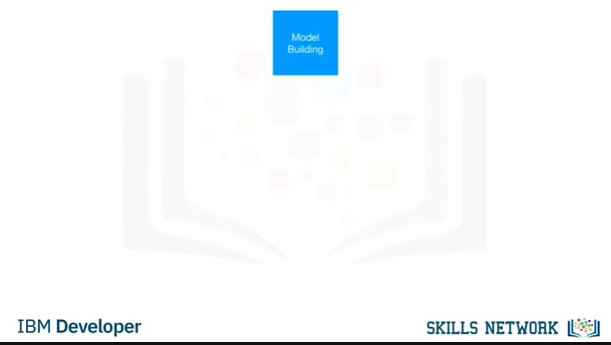 Model
Building
IBM Developer
SKILLS NETWORK